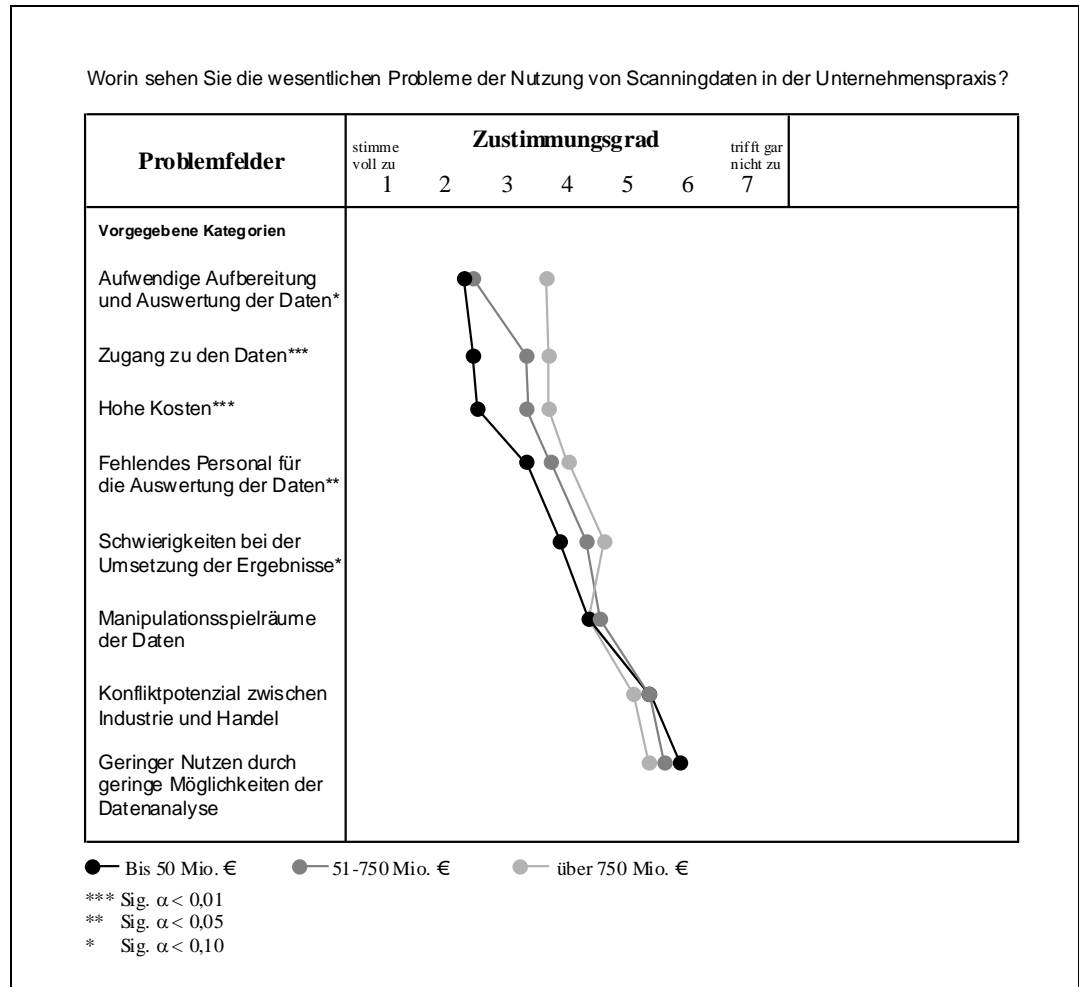 Worin sehen Sie die wesentlichen Probleme der Nutzung von Scanningdaten in der Unternehmenspraxis?
Problemfelder
Zustimmungsgrad
stimme
voll zu
trifft gar
nicht zu
1 2 3 4 5 6 7
Vorgegebene Kategorien
Aufwendige Aufbereitung
und Auswertung der Daten*
Zugang zu den Daten***
Hohe Kosten***
Fehlendes Personal für
die Auswertung der Daten**
Schwierigkeiten bei der
Umsetzung der Ergebnisse*
Manipulationsspielräume
der Daten
Konfliktpotenzial zwischen
Industrie und Handel
Geringer Nutzen durch
geringe Möglichkeiten der
Datenanalyse
Bis 50 Mio. € 51-750 Mio. € über 750 Mio. €
*** Sig. α < 0,01
** Sig. α < 0,05
* Sig. α < 0,10